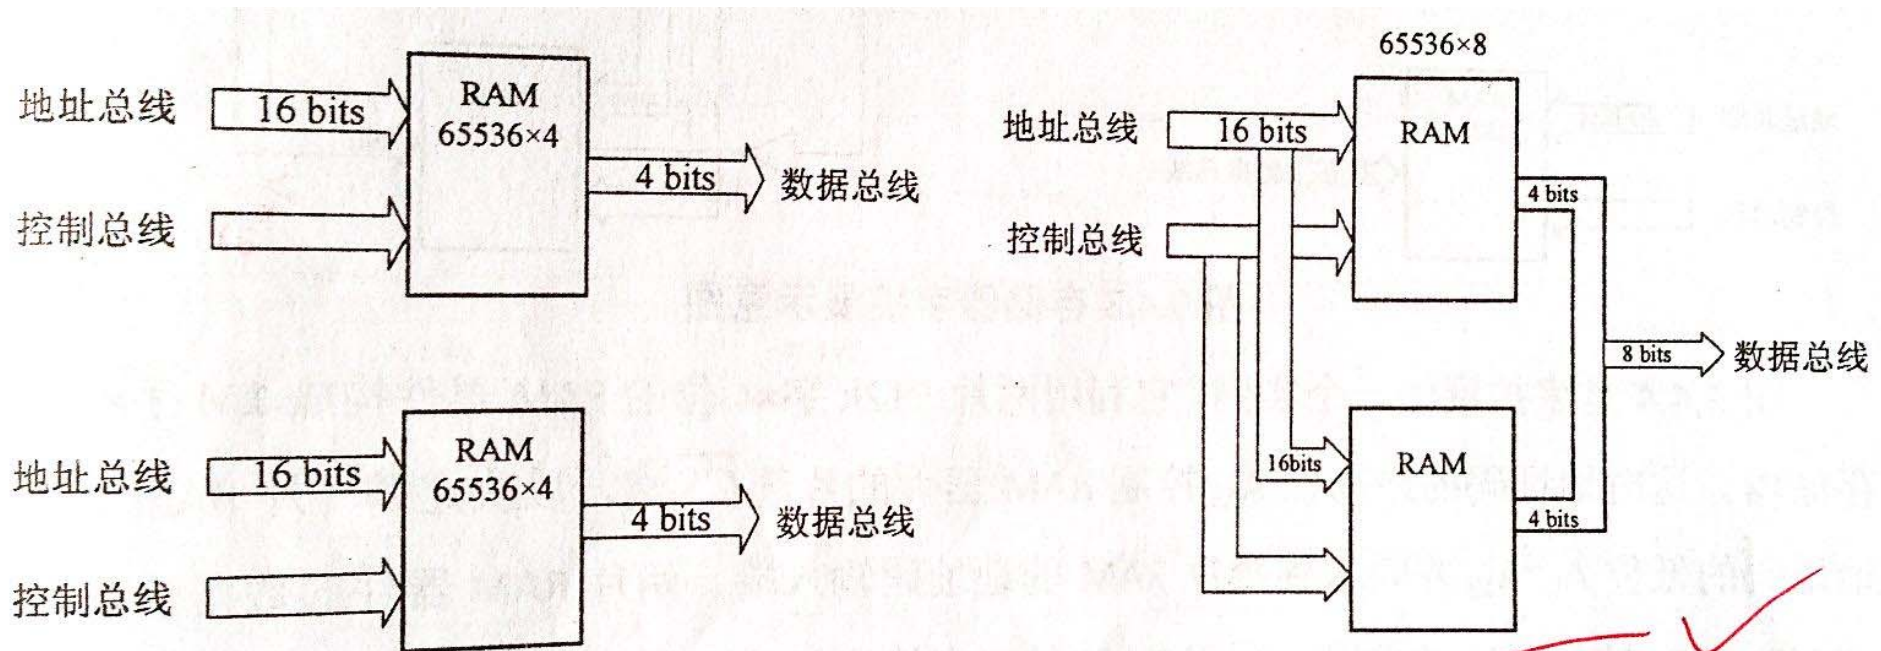 地址总线
16 bits
RAM
65536×4
4 bits
数据总线
控制总线
地址总线
16 bits
RAM
65536×4
4 bits
数据总线
控制总线
65536×8
地址总线
16 bits
RAM
4 bits
控制总线
8 bits
数据总线
16bits
RAM
4 bits